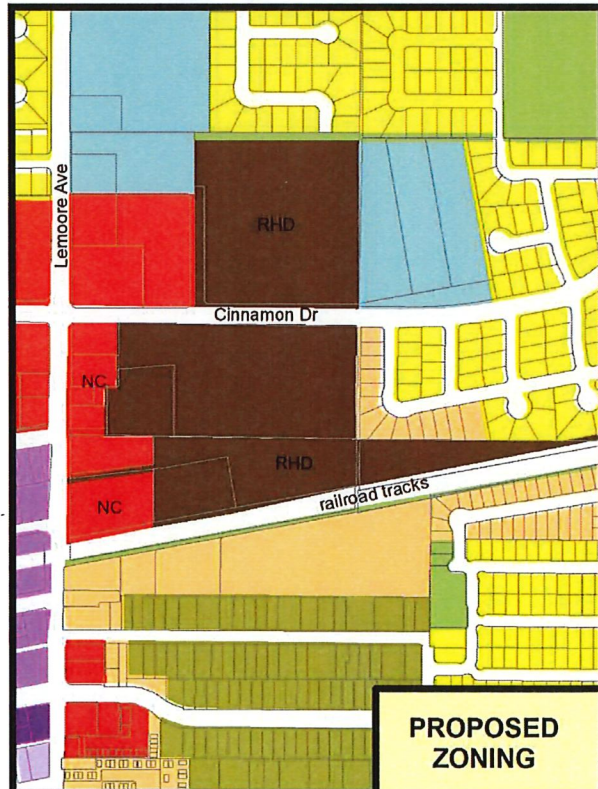 Lemoore Ave
RHD
Cinnamon Dr
NC
RHD
railroad tracks
NC
PROPOSED
ZONING